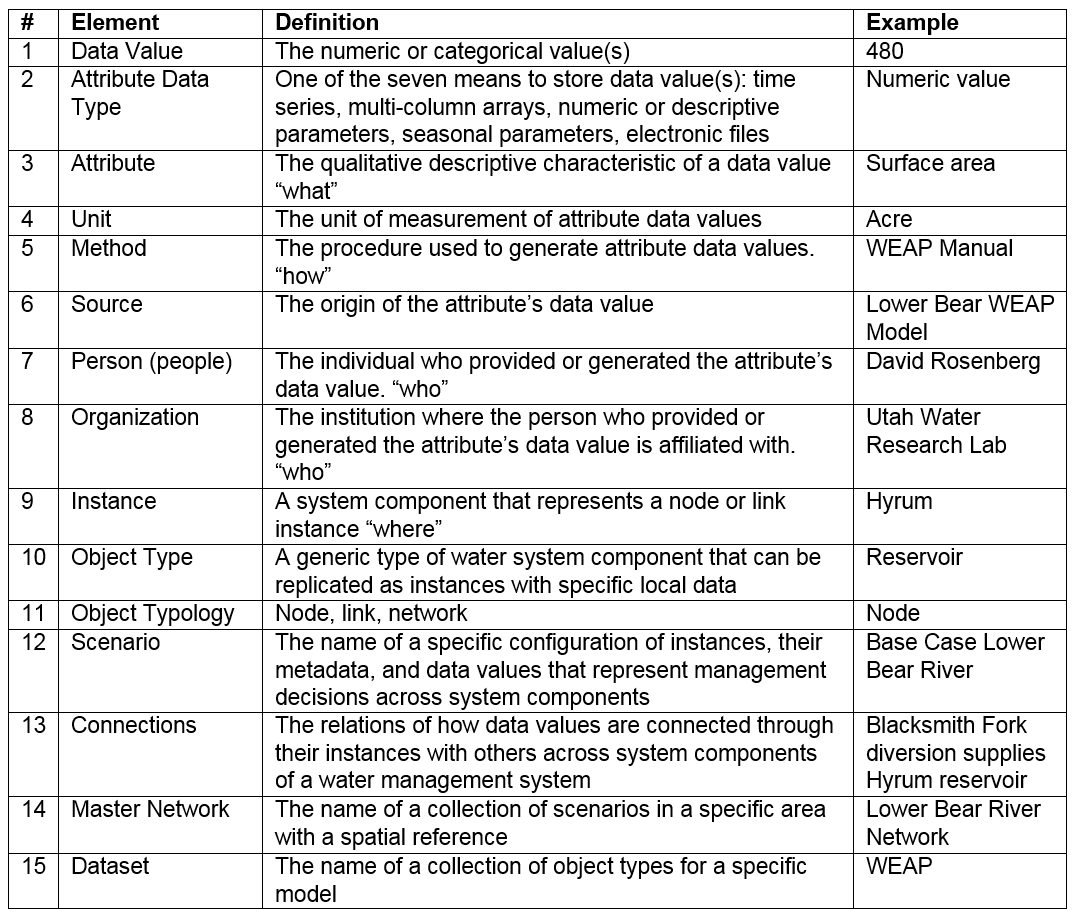 # Element Definition Example
1 Data Value The numeric or categorical value(s) 480
2 Attribute Data Type One of the seven means to store data value(s): time series, multi-column arrays, numeric or descriptive parameters, seasonal parameters, electronic files Numeric value
3 Attribute The qualitative descriptive characteristic of a data value “what” Surface area
4 Unit The unit of measurement of attribute data values Acre
5 Method The procedure used to generate attribute data values. “how” WEAP Manual
6 Source The origin of the attribute’s data value Lower Bear WEAP Model
7 Person (people) The individual who provided or generated the attribute’s data value. “who” David Rosenberg
8 Organization The institution where the person who provided or generated the attribute’s data value is affiliated with. “who” Utah Water Research Lab
9 Instance A system component that represents a node or link instance “where” Hyrum
10 Object Type A generic type of water system component that can be replicated as instances with specific local data Reservoir
11 Object Typology Node, link, network Node
12 Scenario The name of a specific configuration of instances, their metadata, and data values that represent management decisions across system components Base Case Lower Bear River
13 Connections The relations of how data values are connected through their instances with others across system components of a water management system Blacksmith Fork diversion supplies Hyrum reservoir
14 Master Network The name of a collection of scenarios in a specific area with a spatial reference Lower Bear River Network
15 Dataset The name of a collection of object types for a specific model WEAP